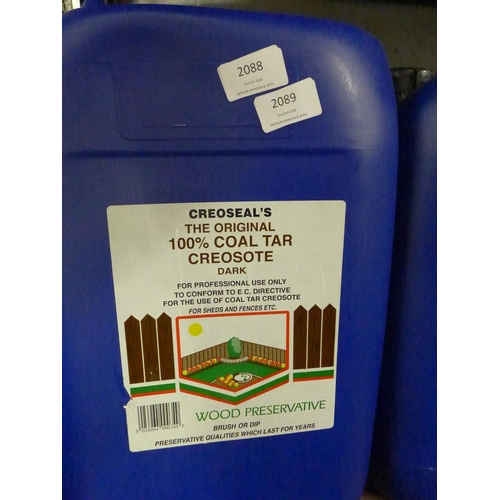 2088
2089
CREOSEAL'S
THE ORIGINAL
100% COAL TAR
CREOSOTE
DARK
FOR PROFESSIONAL USE ONLY
TO CONFORM TO E.C. DIRECTIVE
FOR THE USE OF COAL TAR CREOSOTE
FOR SHEDS AND FENCES ETC.
WOOD PRESERVATIVE
BRUSH OR DIP
PRESERVATIVE QUALITIES WHICH LAST FOR YEARS